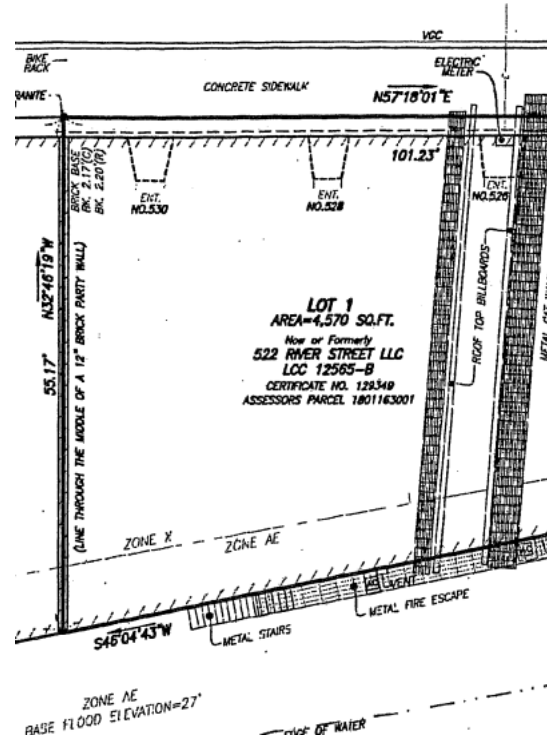 VGC
BIKE
RACK
ELECTRIC
METER
CONCRETE SIDEWALK
N57°18'01"E
RANITE
101.23'
BRICK BASE
BK. 2.17'(C)
BK. 2.20'(R)
ENT.
NO.530
ENT.
NO.528
ENT.
NO.526
N32°46'19"W
55.17'
(LINE THROUGH THE MIDDLE OF A 12" BRICK PARTY WALL)
ROOF TOP BILLBOARDS
LOT 1
AREA=4,570 SQ.FT.
Now or Formerly
522 RIVER STREET LLC
LCC 12565-B
CERTIFICATE NO. 129349
ASSESSORS PARCEL 1801163001
ZONE X
ZONE AE
AC
VENT
AC
METAL FIRE ESCAPE
METAL STAIRS
S46°04'43"W
ZONE AE
BASE FLOOD ELEVATION=27'
EDGE OF WATER